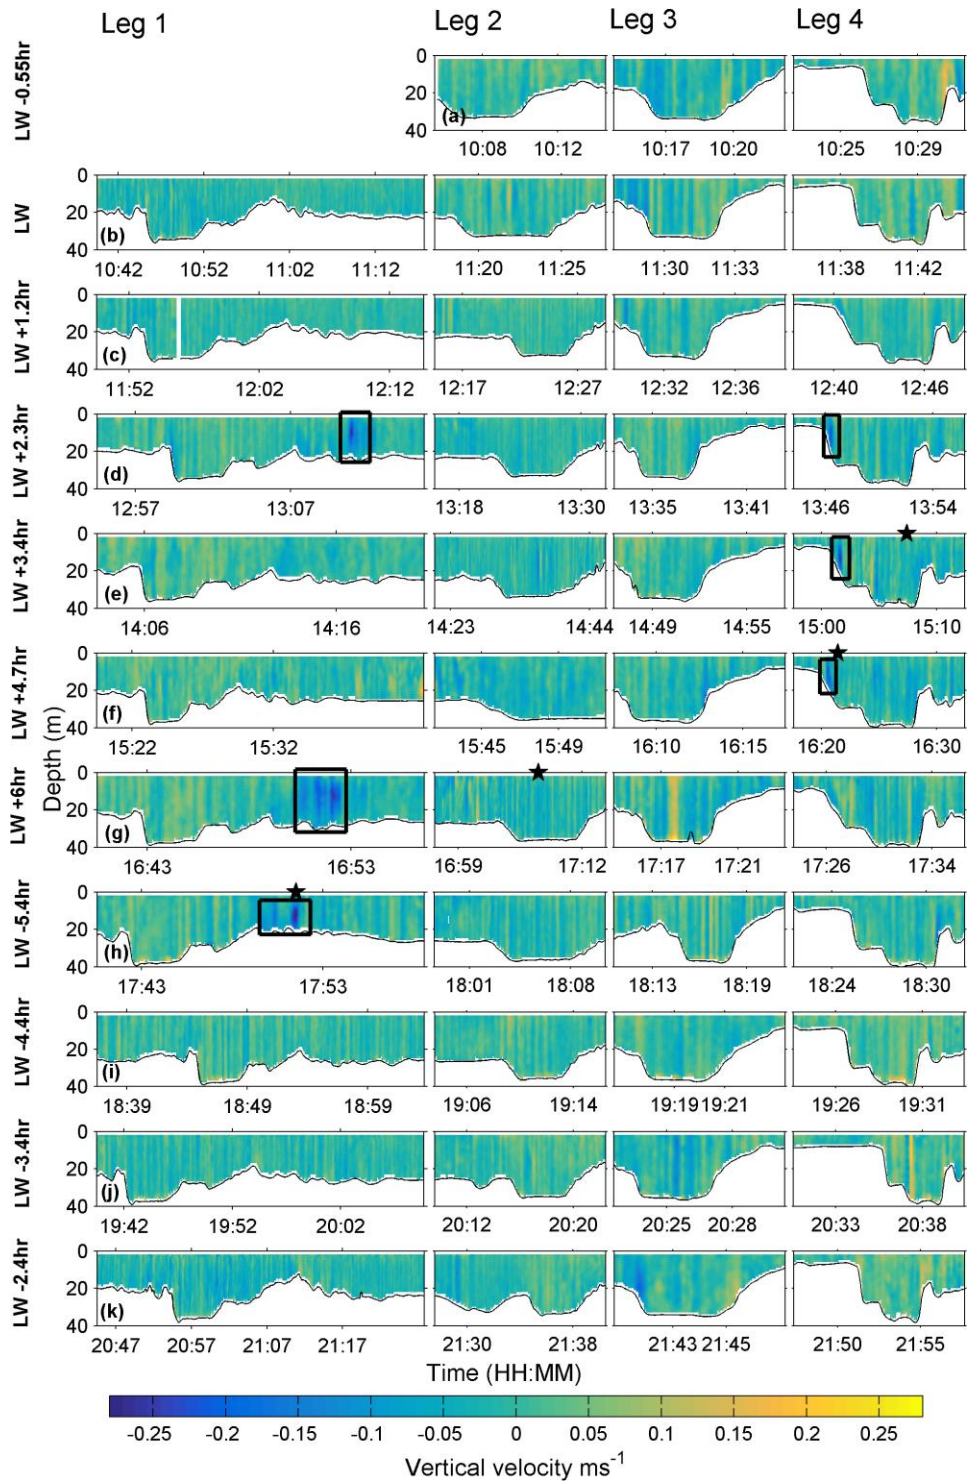 Leg 1 Leg 2 Leg 3 Leg 4
LW -0.55hr
0
20
40
(a)
10:08 10:12 10:17 10:20 10:25 10:29
LW
0
20
40
(b)
10:42 10:52 11:02 11:12 11:20 11:25 11:30 11:33 11:38 11:42
LW +1.2hr
0
20
40
(c)
11:52 12:02 12:12 12:17 12:27 12:32 12:36 12:40 12:46
LW +2.3hr
0
20
40
(d)
12:57 13:07 13:18 13:30 13:35 13:41 13:46 13:54
LW +3.4hr
0
20
40
(e)
14:06 14:16 14:23 14:44 14:49 14:55 15:00 15:10
LW +4.7hr
0
20
40
(f)
15:22 15:32 15:45 15:49 16:10 16:17 16:20 16:30
Depth (m)
LW +6hr
0
20
40
(g)
16:43 16:53 16:59 17:12 17:17 17:21 17:26 17:34
LW -5.4hr
0
20
40
(h)
17:43 17:53 18:01 18:08 18:13 18:19 18:24 18:30
LW -4.4hr
0
20
40
(i)
18:39 18:49 18:59 19:06 19:14 19:19 19:21 19:26 19:31
LW -3.4hr
0
20
40
(j)
19:42 19:52 20:02 20:12 20:20 20:25 20:28 20:33 20:38
LW -2.4hr
0
20
40
(k)
20:47 20:57 21:07 21:17 21:30 21:38 21:43 21:45 21:50 21:55
Time (HH:MM)
-0.25 -0.2 -0.15 -0.1 -0.05 0 0.05 0.1 0.15 0.2 0.25
Vertical velocity ms⁻¹